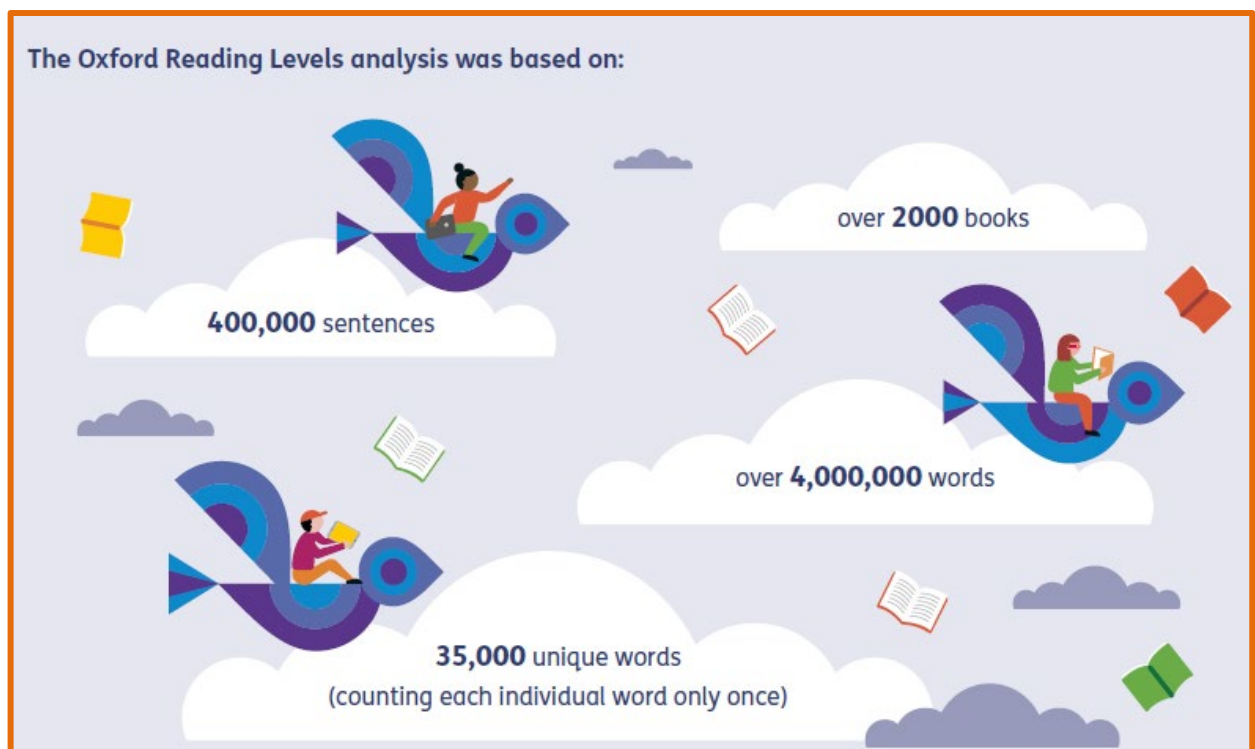 The Oxford Reading Levels analysis was based on:
over 2000 books
400,000 sentences
over 4,000,000 words
35,000 unique words
(counting each individual word only once)